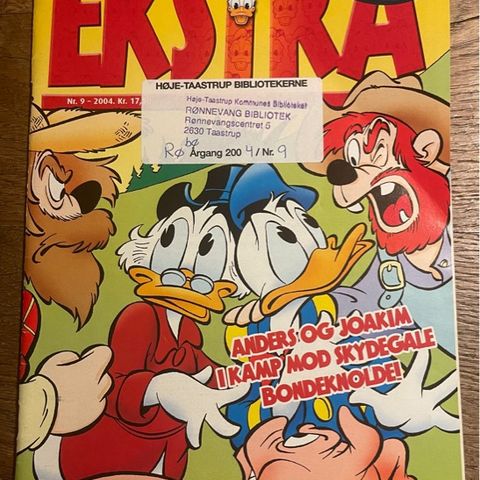 EKSTRA
Nr. 9 - 2004. Kr. 17,
HØJE-TAASTRUP BIBLIOTEKERNE
Høje-Taastrup Kommunes Biblioteker
RØNNEVANG BIBLIOTEK
Rønnevangscentret 5
2630 Taastrup
bø
Rø Årgang 2004 / Nr. 9
ANDERS OG JOAKIM
I KAMP MOD SKYDEGALE
BONDEKNOLDE!